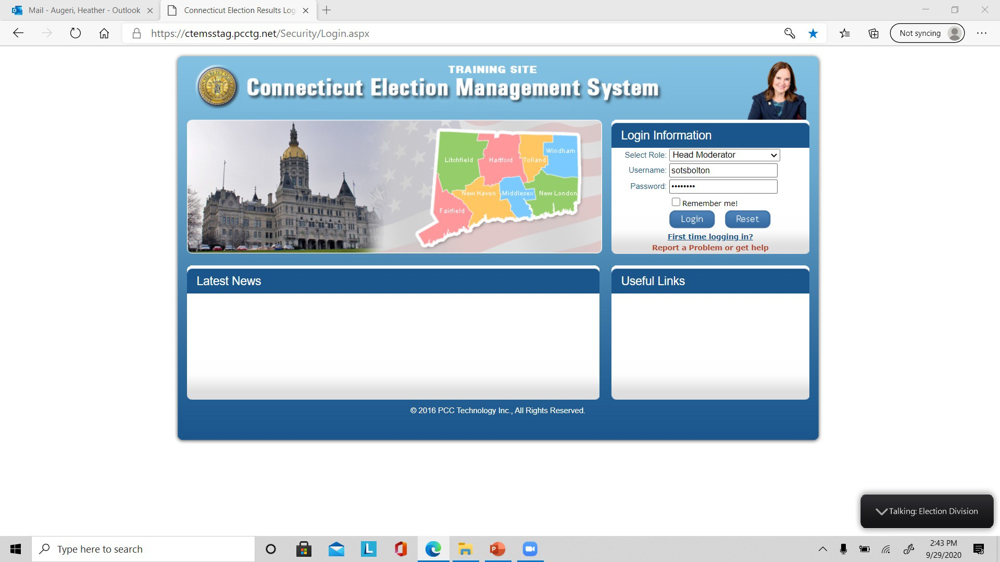 Mail - Augeri, Heather - Outlook
Connecticut Election Results Log
https://ctemsstag.pcctg.net/Security/Login.aspx
Not syncing
TRAINING SITE
Connecticut Election Management System
Litchfield
Hartford
Tolland
Windham
New Haven
Middlesex
New London
Fairfield
Login Information
Select Role: Head Moderator
Username: sotsbolton
Password: ••••••••
Remember me!
Login Reset
First time logging in?
Report a Problem or get help
Latest News
Useful Links
© 2016 PCC Technology Inc., All Rights Reserved.
Talking: Election Division
Type here to search
L
P
2:43 PM
9/29/2020